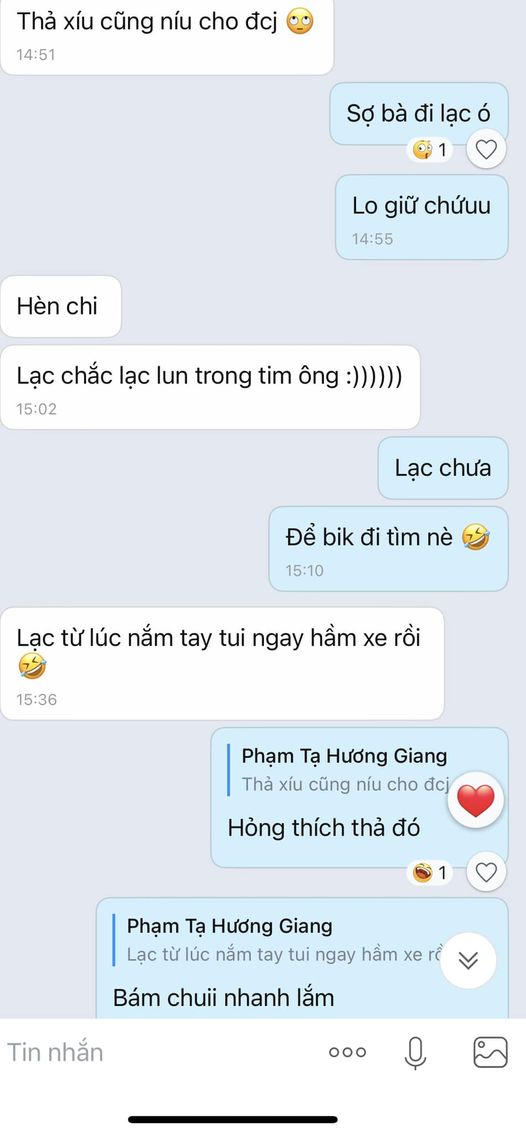 Thả xíu cũng níu cho đcj 🙄
14:51
Sợ bà đi lạc ó
1
Lo giữ chứuu
14:55
Hèn chi
Lạc chắc lạc lun trong tim ông :))))))
15:02
Lạc chưa
Để bik đi tìm nè 🤣
15:10
Lạc từ lúc nắm tay tui ngay hầm xe rồi
🤣
15:36
Phạm Tạ Hương Giang
Thả xíu cũng níu cho đcj
Hỏng thích thả đó
1
Phạm Tạ Hương Giang
Lạc từ lúc nắm tay tui ngay hầm xe rồ
Bám chuii nhanh lắm
Tin nhắn